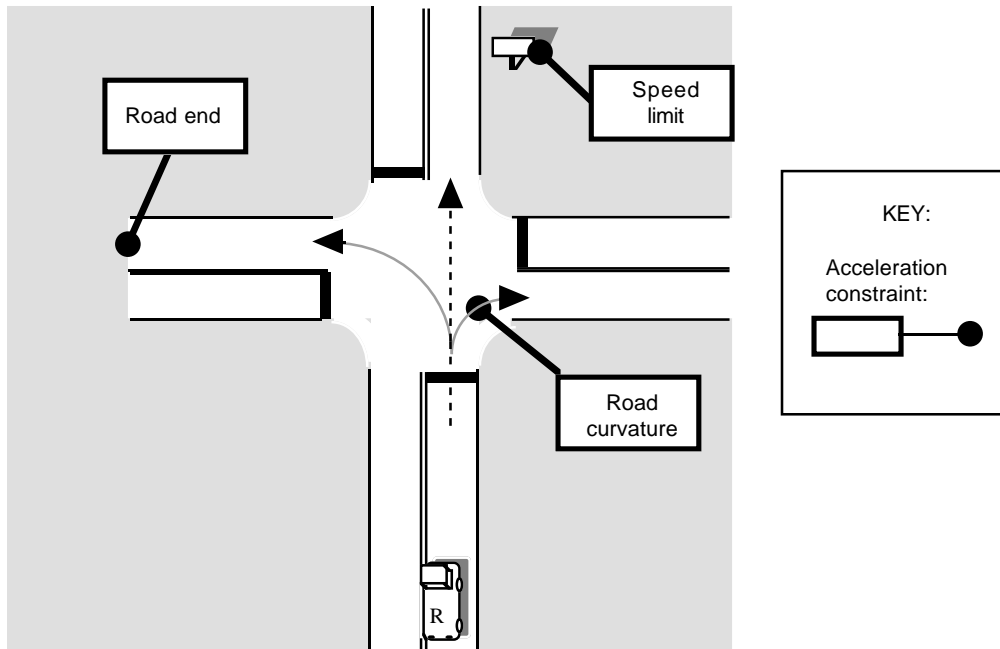 Road end
Speed
limit
KEY:
Acceleration
constraint:
Road
curvature
R